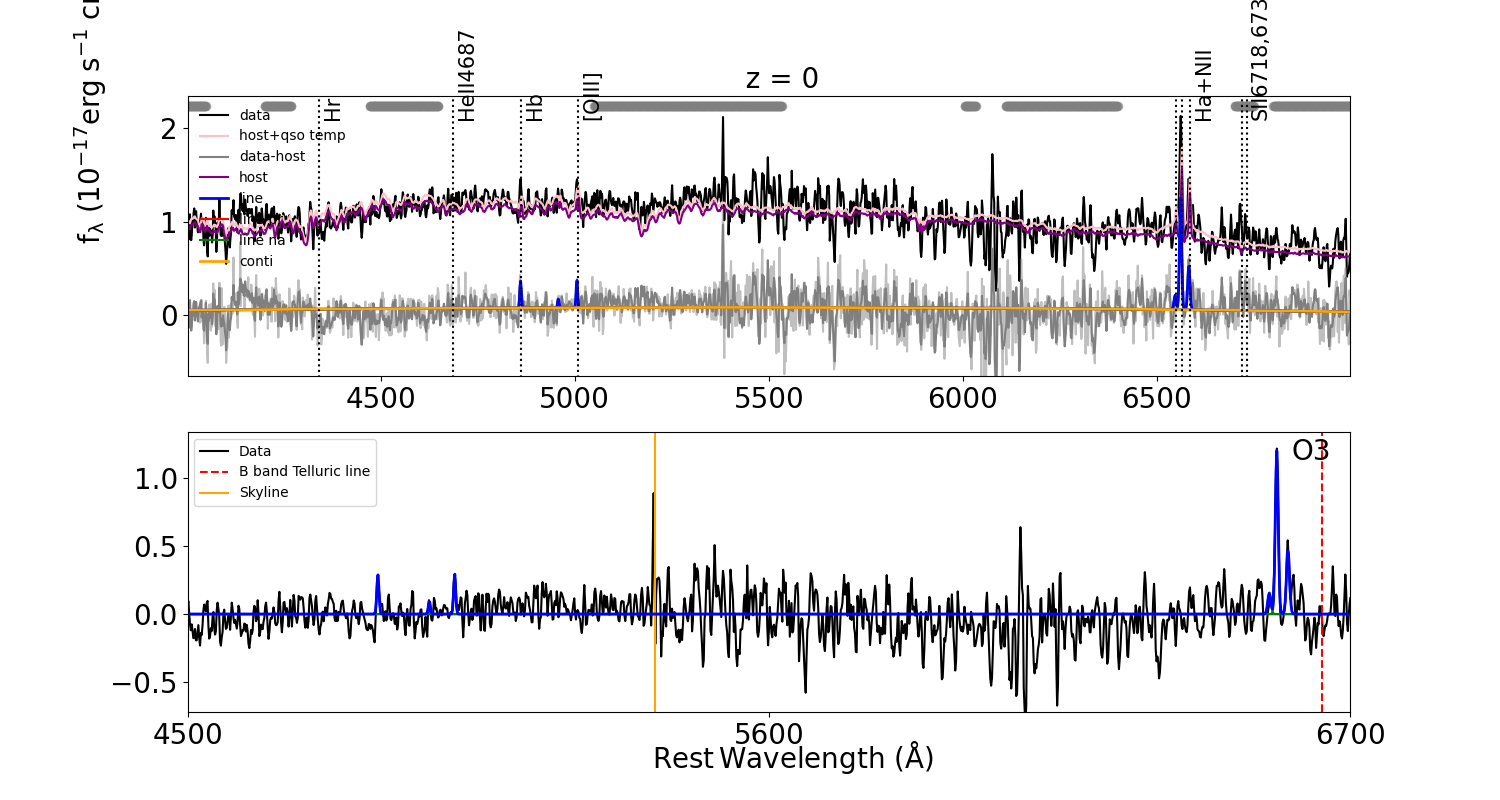 z = 0
Hr
HeII4687
Hb
[OIII]
Ha+NII
SII6718,673
data
host+qso temp
data-host
host
line
line na
conti
2
1
0
4500
5000
5500
6000
6500
fλ (10⁻¹⁷erg s⁻¹
Data
B band Telluric line
Skyline
O3
1.0
0.5
0.0
−0.5
4500
5600
6700
Rest Wavelength (Å)